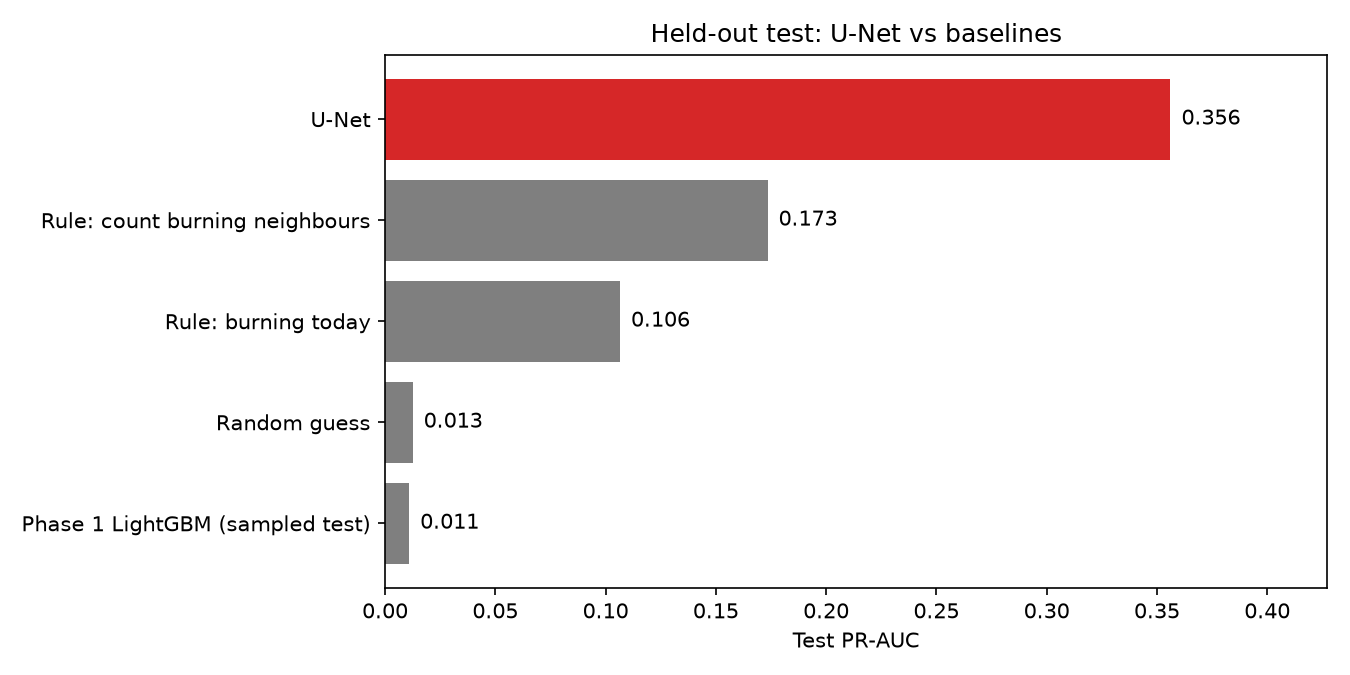 Held-out test: U-Net vs baselines
U-Net
0.356
Rule: count burning neighbours
0.173
Rule: burning today
0.106
Random guess
0.013
Phase 1 LightGBM (sampled test)
0.011
0.00 0.05 0.10 0.15 0.20 0.25 0.30 0.35 0.40
Test PR-AUC